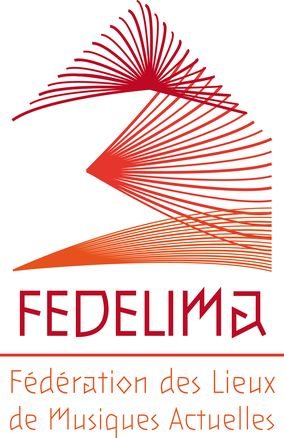 FEDELIMA
Fédération des Lieux
de Musiques Actuelles